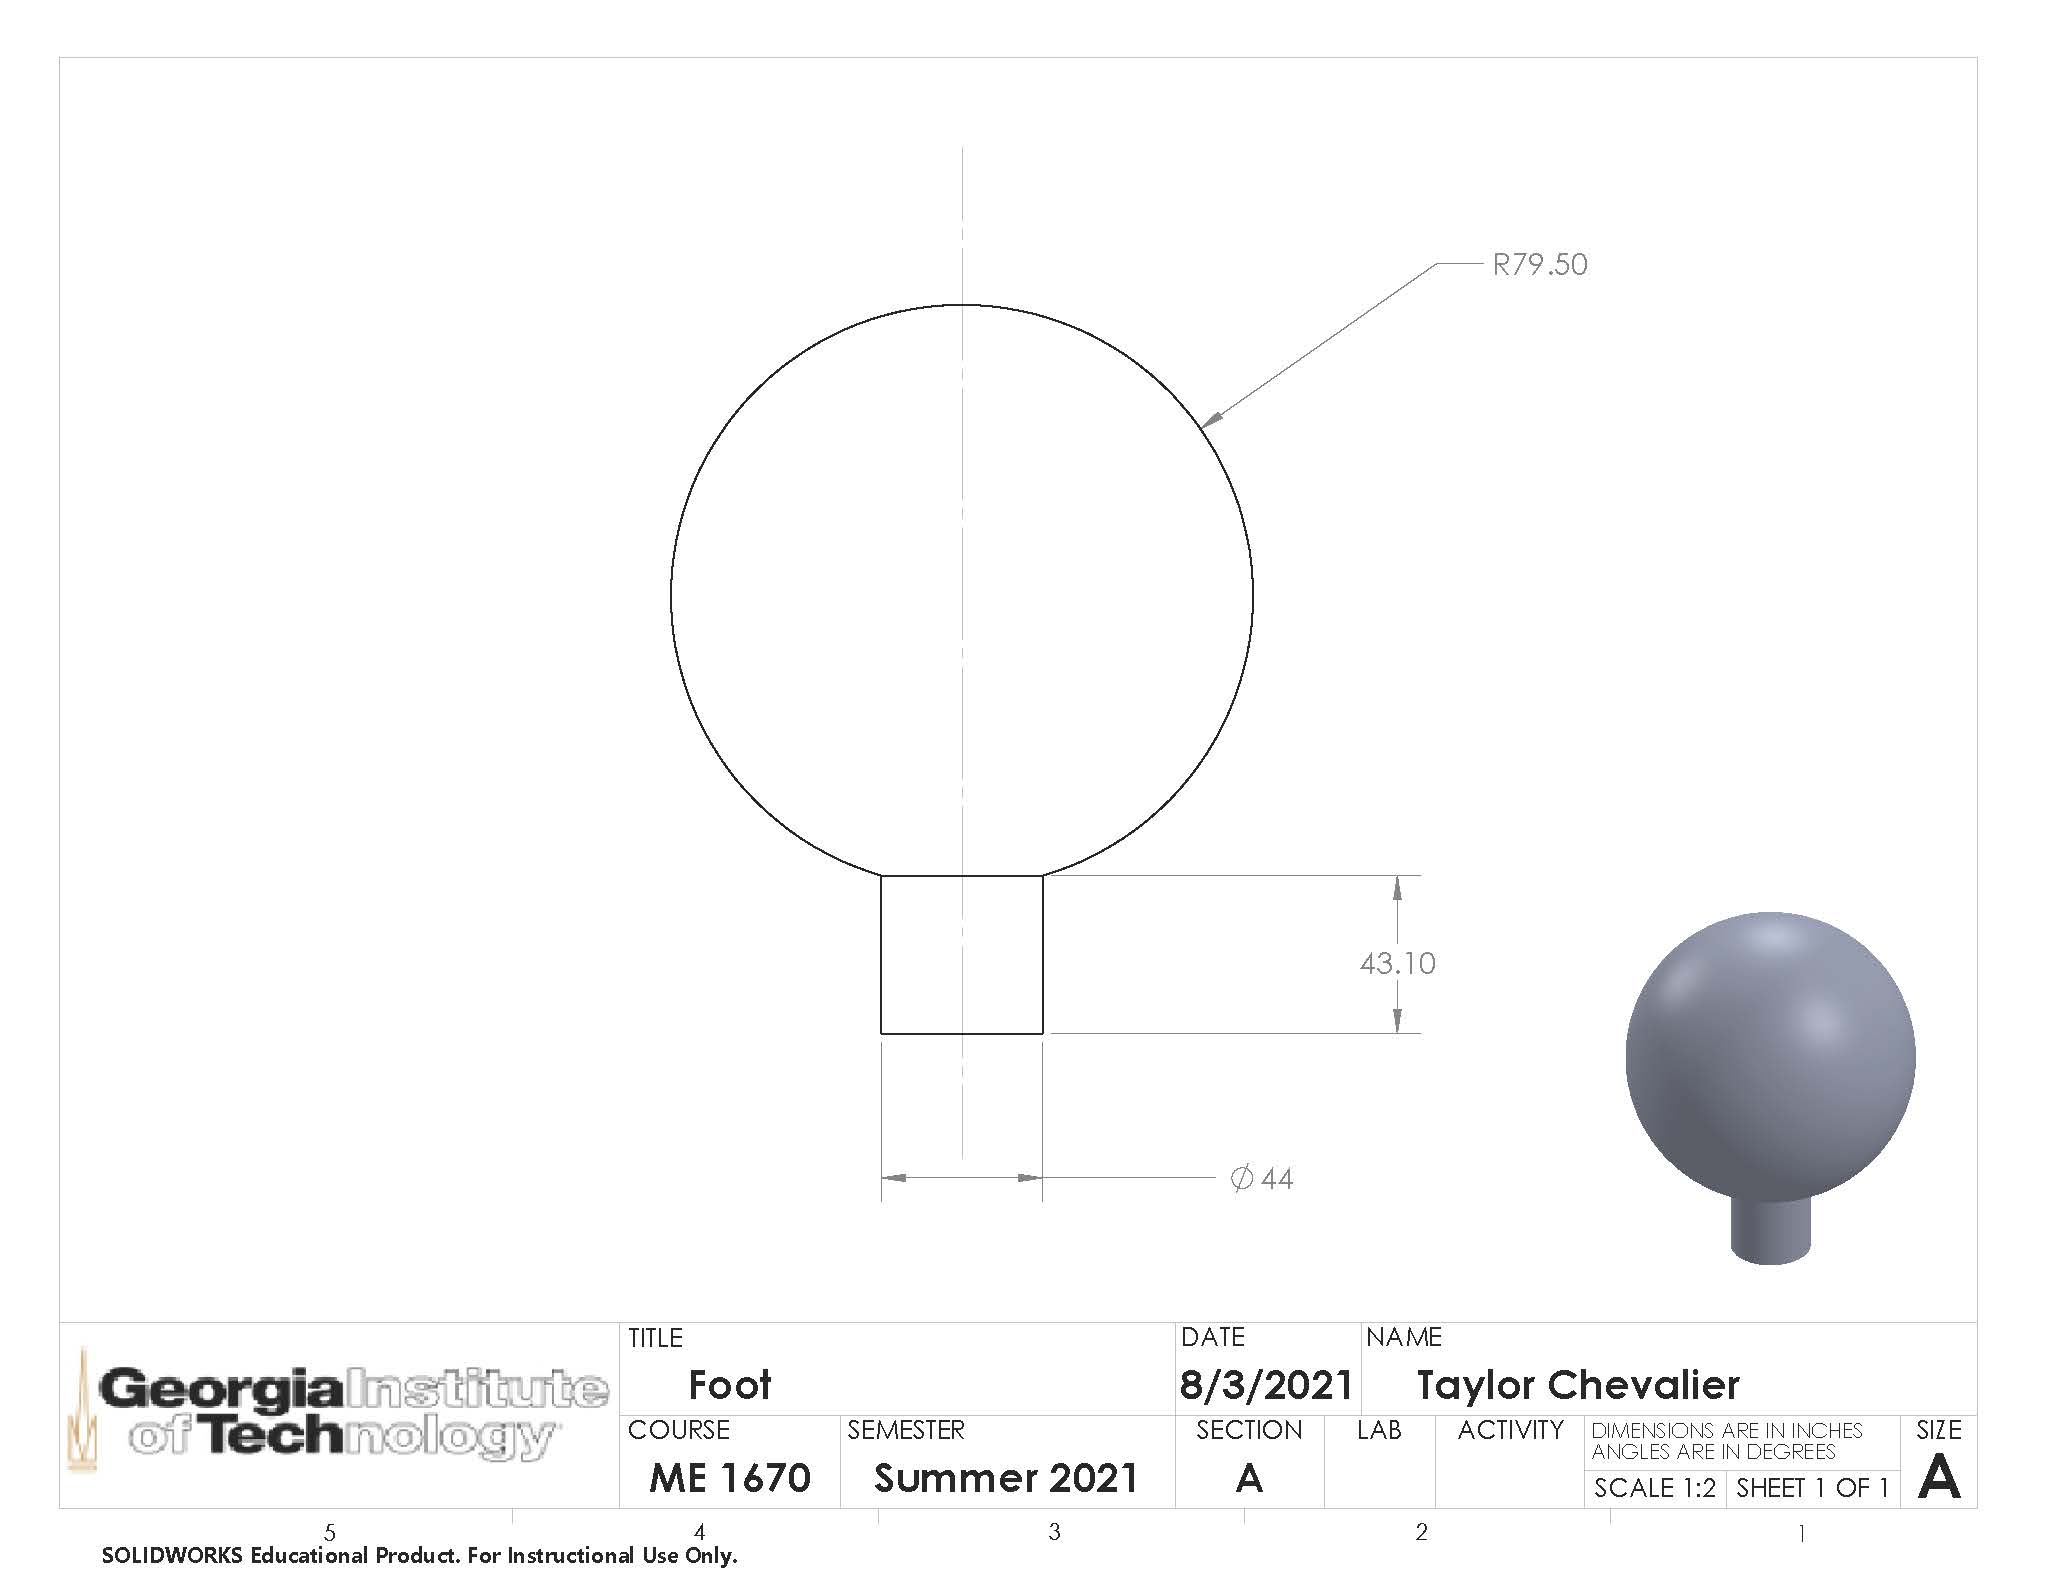 R79.50
43.10
⌀44
GeorgiaInstitute
of Technology
TITLE
Foot
DATE
8/3/2021
NAME
Taylor Chevalier
COURSE
ME 1670
SEMESTER
Summer 2021
SECTION
A
LAB
ACTIVITY
DIMENSIONS ARE IN INCHES
ANGLES ARE IN DEGREES
SCALE 1:2
SHEET 1 OF 1
SIZE
A
5
4
3
2
1
SOLIDWORKS Educational Product. For Instructional Use Only.